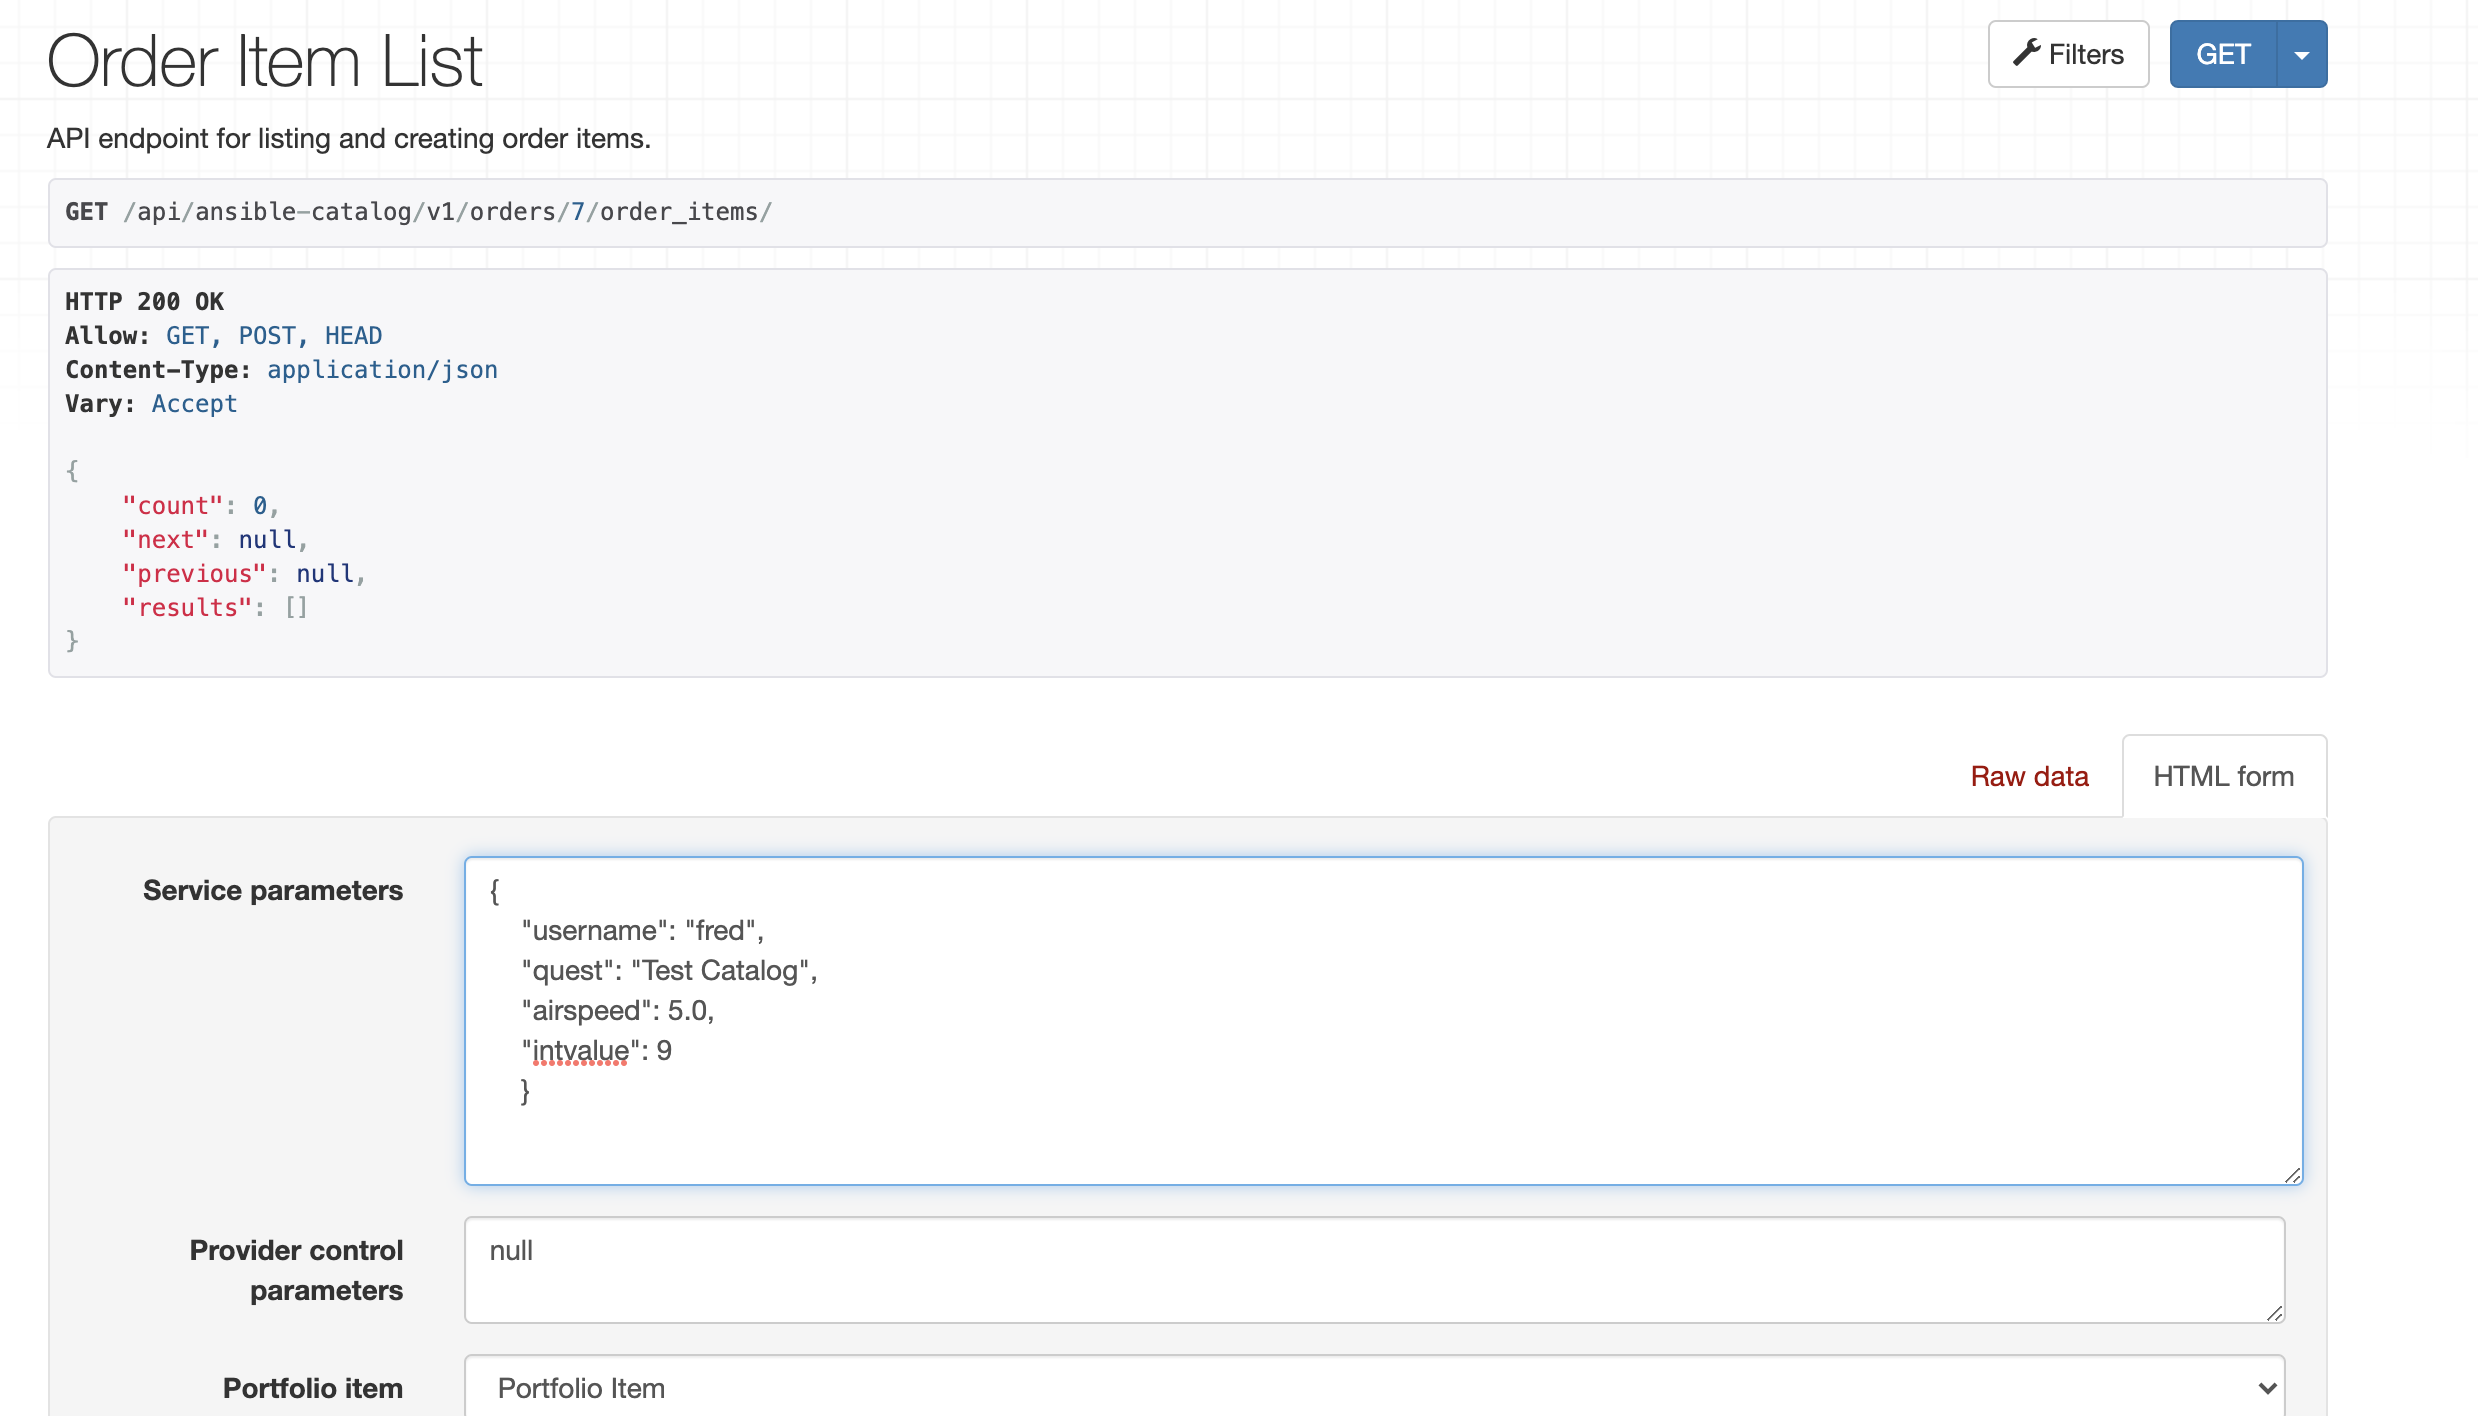 Order Item List
Filters
GET
API endpoint for listing and creating order items.
GET /api/ansible-catalog/v1/orders/7/order_items/
HTTP 200 OK
Allow: GET, POST, HEAD
Content-Type: application/json
Vary: Accept
{
"count": 0,
"next": null,
"previous": null,
"results": []
}
Raw data
HTML form
Service parameters
{
"username": "fred",
"quest": "Test Catalog",
"airspeed": 5.0,
"intvalue": 9
}
Provider control
parameters
null
Portfolio item
Portfolio Item